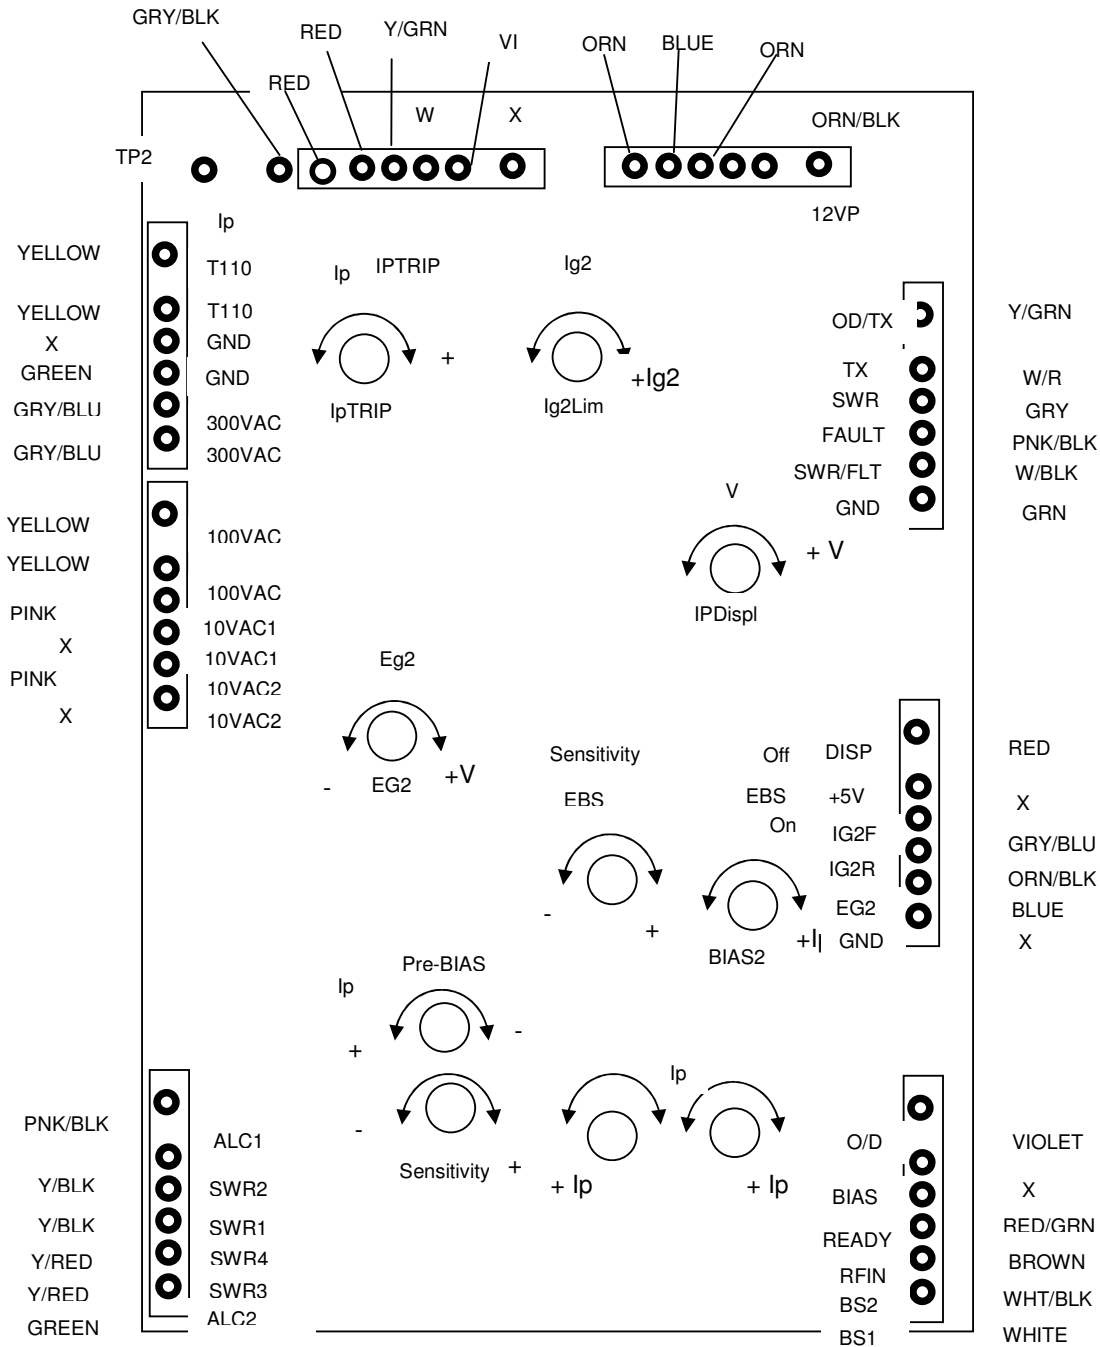 GRY/BLK
RED
Y/GRN
VI
ORN
BLUE
ORN
RED
W
X
ORN/BLK
TP2
12VP
Ip
YELLOW
T110
YELLOW
T110
X
GND
GREEN
GND
GRY/BLU
300VAC
GRY/BLU
300VAC
Ip
IPTRIP
+
IpTRIP
Ig2
+Ig2
Ig2Lim
OD/TX
Y/GRN
TX
W/R
SWR
GRY
FAULT
PNK/BLK
SWR/FLT
W/BLK
GND
GRN
V
+ V
IPDispl
YELLOW
100VAC
YELLOW
100VAC
PINK
10VAC1
X
10VAC1
PINK
10VAC2
X
10VAC2
Eg2
-
EG2
+V
Sensitivity
EBS
-
+
Off
EBS
On
BIAS2
+I
DISP
RED
+5V
X
IG2F
GRY/BLU
IG2R
ORN/BLK
EG2
BLUE
GND
X
Pre-BIAS
Ip
+
-
-
Sensitivity
+
Ip
+ Ip
+ Ip
PNK/BLK
ALC1
Y/BLK
SWR2
Y/BLK
SWR1
Y/RED
SWR4
Y/RED
SWR3
GREEN
ALC2
O/D
VIOLET
BIAS
X
READY
RED/GRN
RFIN
BROWN
BS2
WHT/BLK
BS1
WHITE